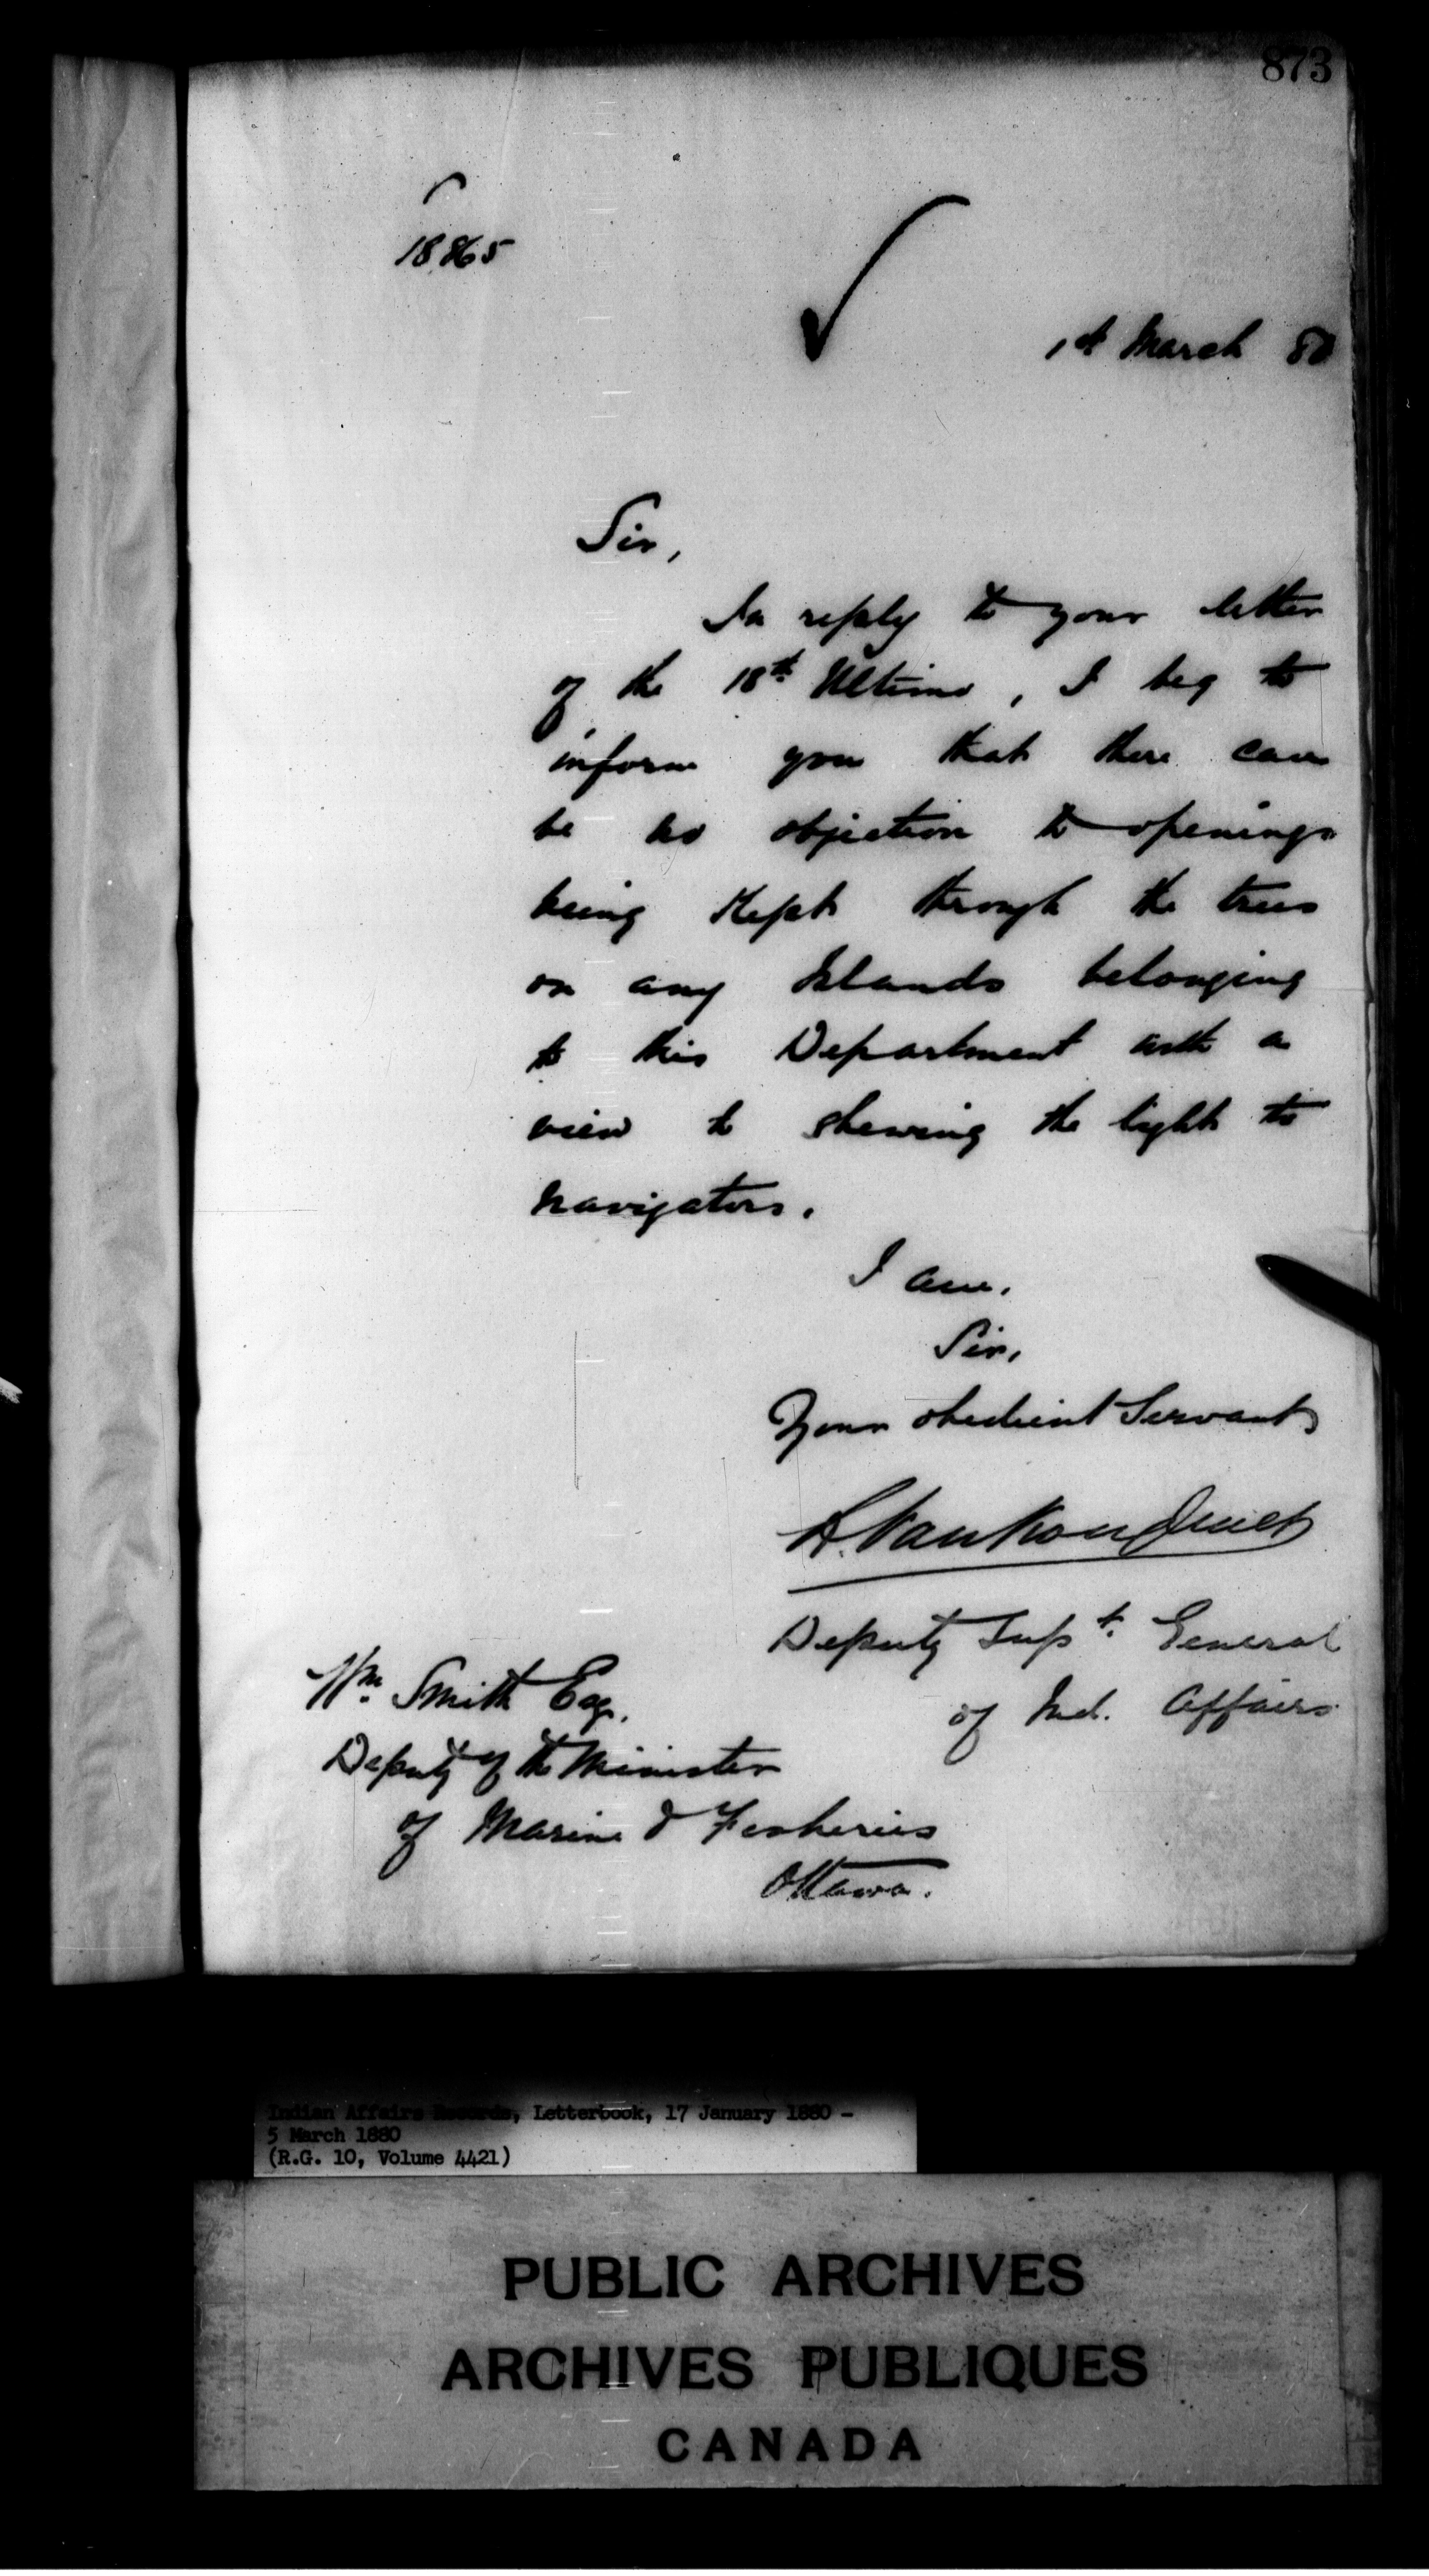 873
18865
1st March 80
Sir,
In reply to your letter
of the 18th Ultimo, I beg to
inform you that there can
be no objection to openings
being Kept through the trees
on any Islands belonging
to this Department with a
view to shewing the light to
navigators.
I am,
Sir,
Your obedient Servant
L. VanKoughnet
Deputy Supt. General
of Ind. Affairs
Wm. Smith Esq.
Deputy of the Minister
of Marine & Fisheries
Ottawa.
Indian Affairs Records, Letterbook, 17 January 1880 -
5 March 1880
(R.G. 10, Volume 4421)
PUBLIC ARCHIVES
ARCHIVES PUBLIQUES
CANADA